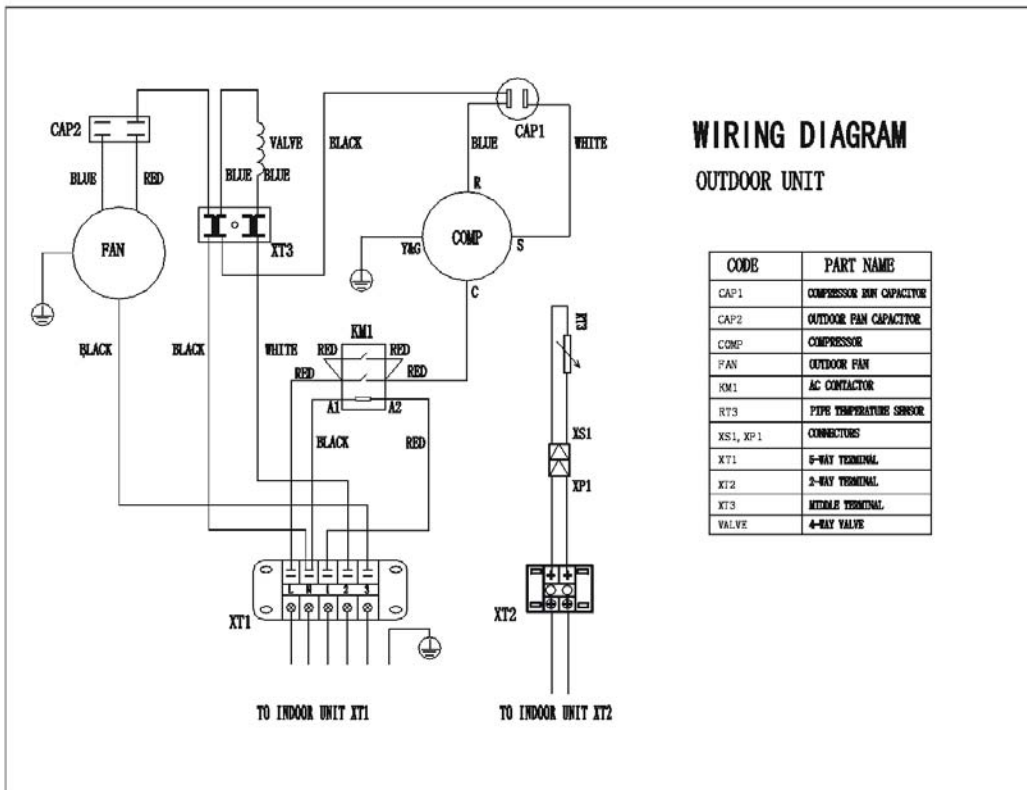 WIRING DIAGRAM
OUTDOOR UNIT
CAP2
BLUE
RED
FAN
BLACK
BLACK
VALVE
BLUE
BLUE
XT3
WHITE
BLACK
CAP1
BLUE
WHITE
R
COMP
S
Y&G
C
KM1
RED
RED
RED
RED
A1
A2
BLACK
RED
L N 1 2 3
XT1
TO INDOOR UNIT XT1
RT3
XS1
XP1
XT2
TO INDOOR UNIT XT2
CODE PART NAME
CAP1 COMPRESSOR RUN CAPACITOR
CAP2 OUTDOOR FAN CAPACITOR
COMP COMPRESSOR
FAN OUTDOOR FAN
KM1 AC CONTACTOR
RT3 PIPE TEMPERATURE SENSOR
XS1, XP1 CONNECTORS
XT1 5-WAY TERMINAL
XT2 2-WAY TERMINAL
XT3 MIDDLE TERMINAL
VALVE 4-WAY VALVE